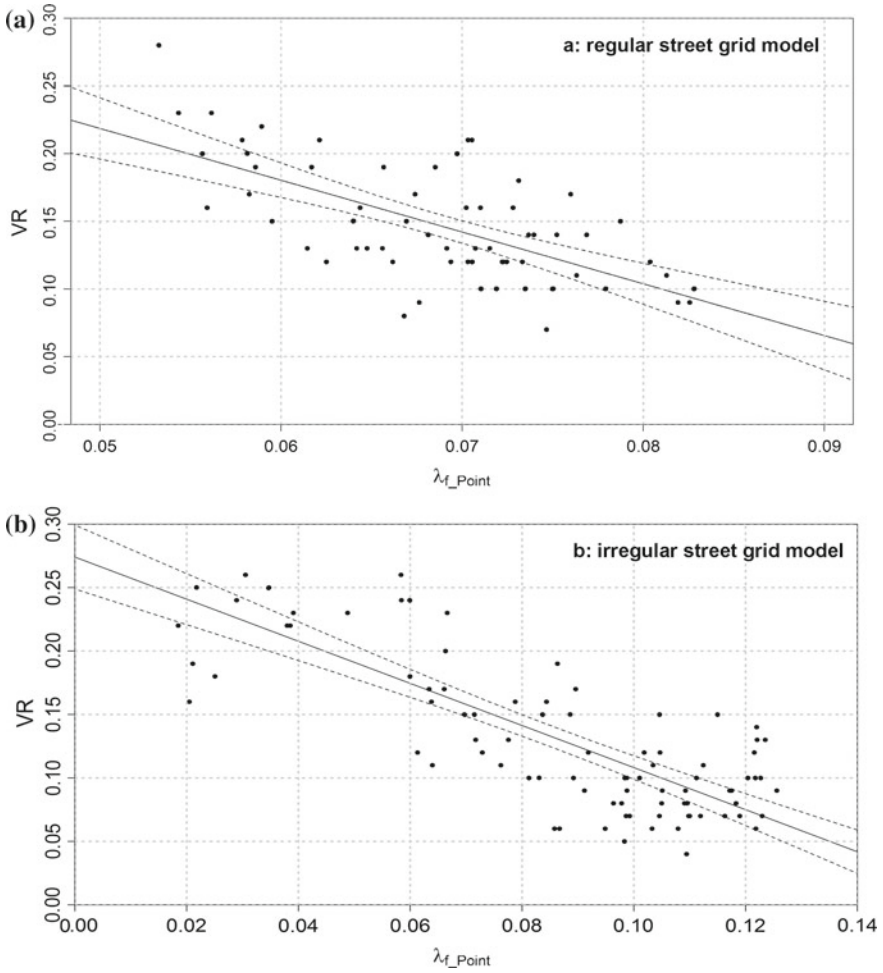 (a)
a: regular street grid model
0.30
0.25
0.20
0.15
0.10
0.05
0.00
VR
0.05 0.06 0.07 0.08 0.09
λf_Point
(b)
b: irregular street grid model
0.30
0.25
0.20
0.15
0.10
0.05
0.00
VR
0.00 0.02 0.04 0.06 0.08 0.10 0.12 0.14
λf_Point